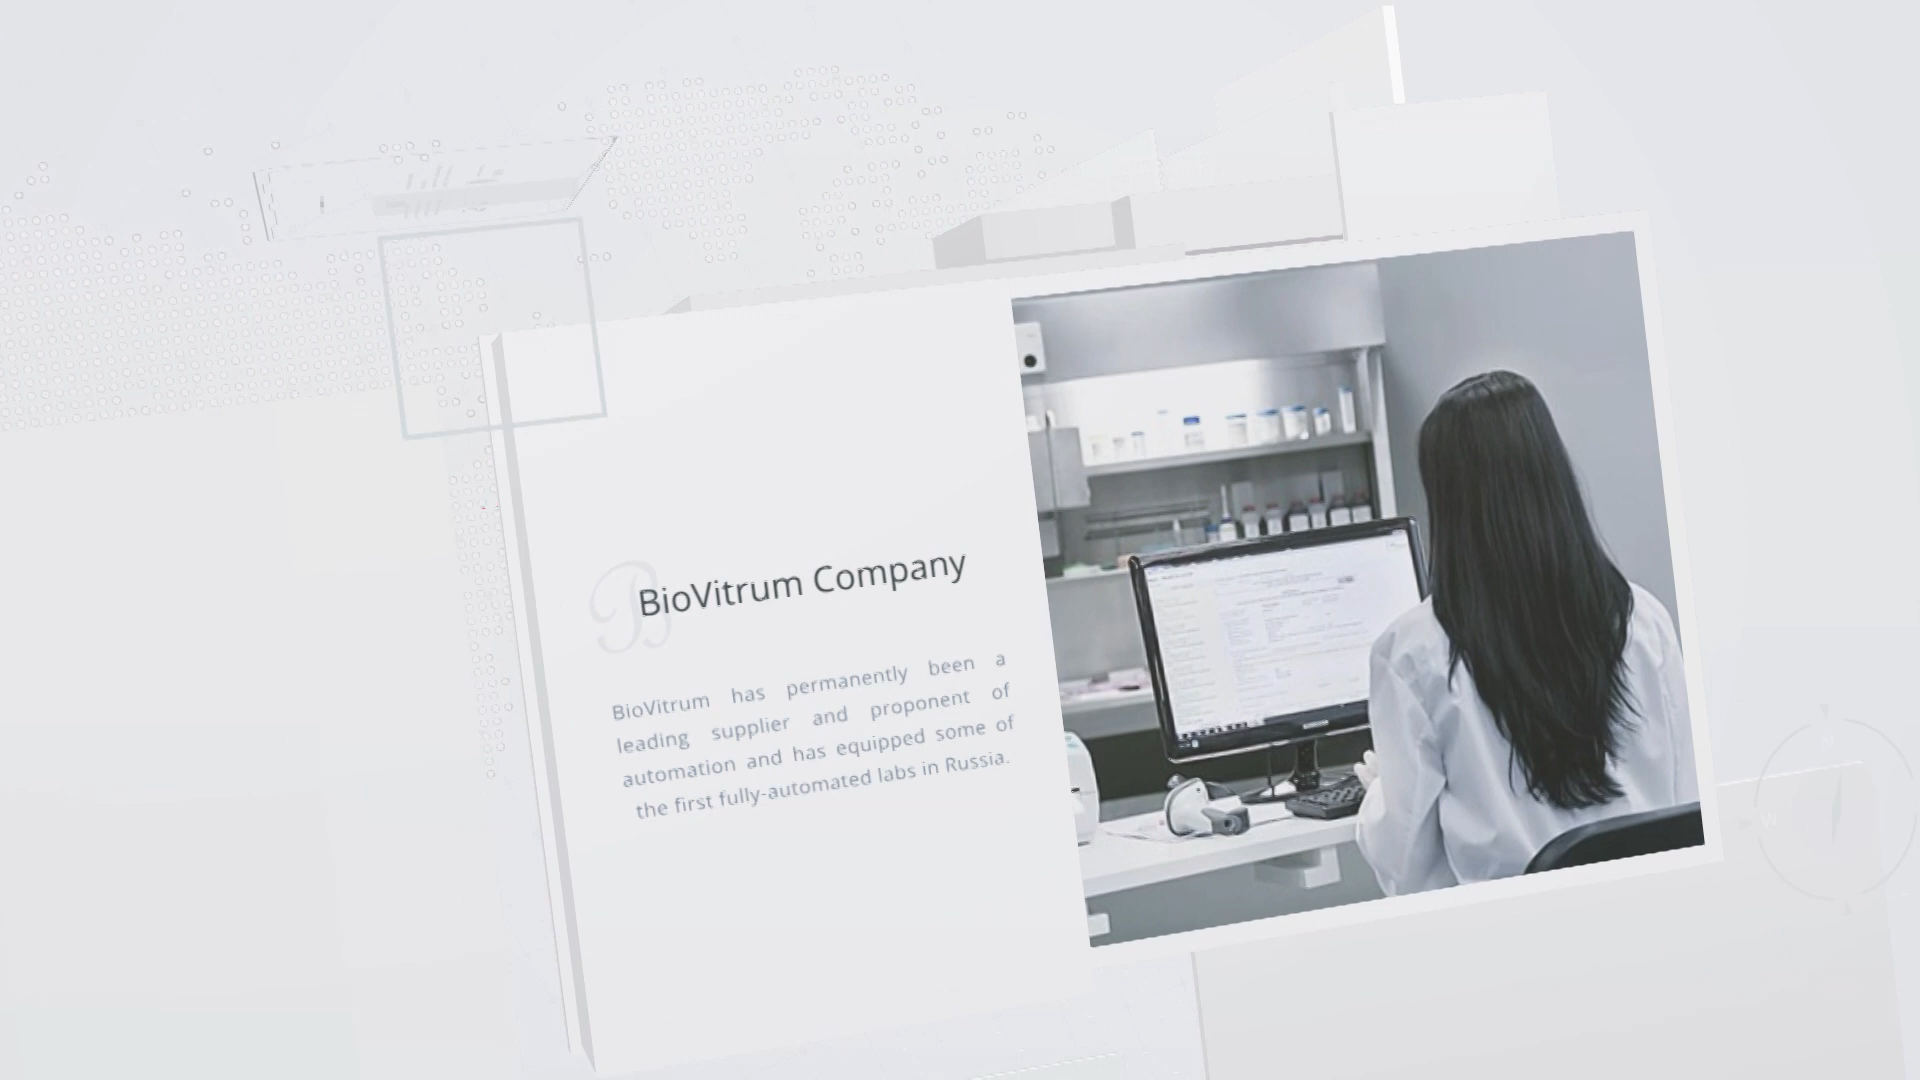 B
BioVitrum Company
BioVitrum has permanently been a
leading supplier and proponent of
automation and has equipped some of
the first fully-automated labs in Russia.
N
W